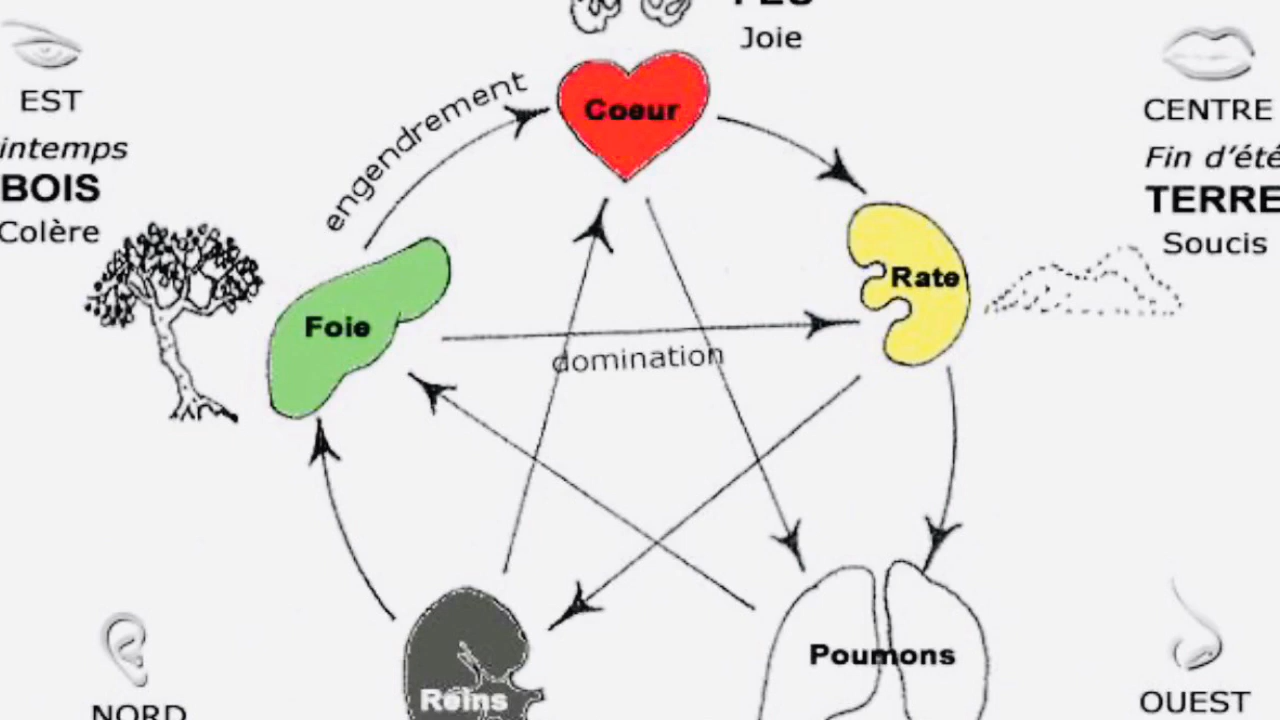 Joie
EST
intemps
BOIS
Colère
engendrement
Coeur
CENTRE
Fin d'été
TERRE
Soucis
Foie
Rate
domination
Reins
Poumons
NORD
OUEST